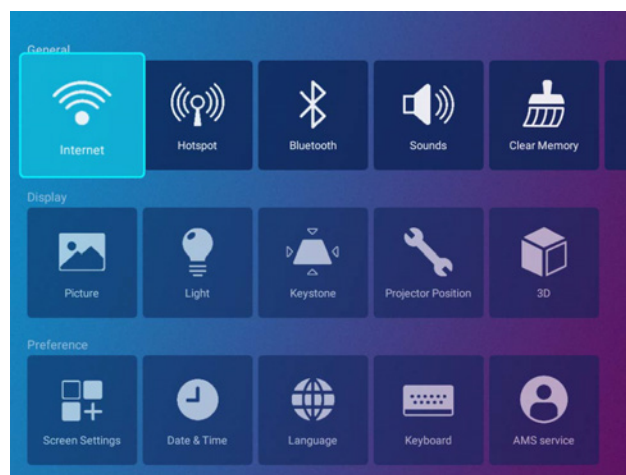 General
Internet
Hotspot
Bluetooth
Sounds
Clear Memory
Display
Picture
Light
Keystone
Projector Position
3D
Preference
Screen Settings
Date & Time
Language
Keyboard
AMS service